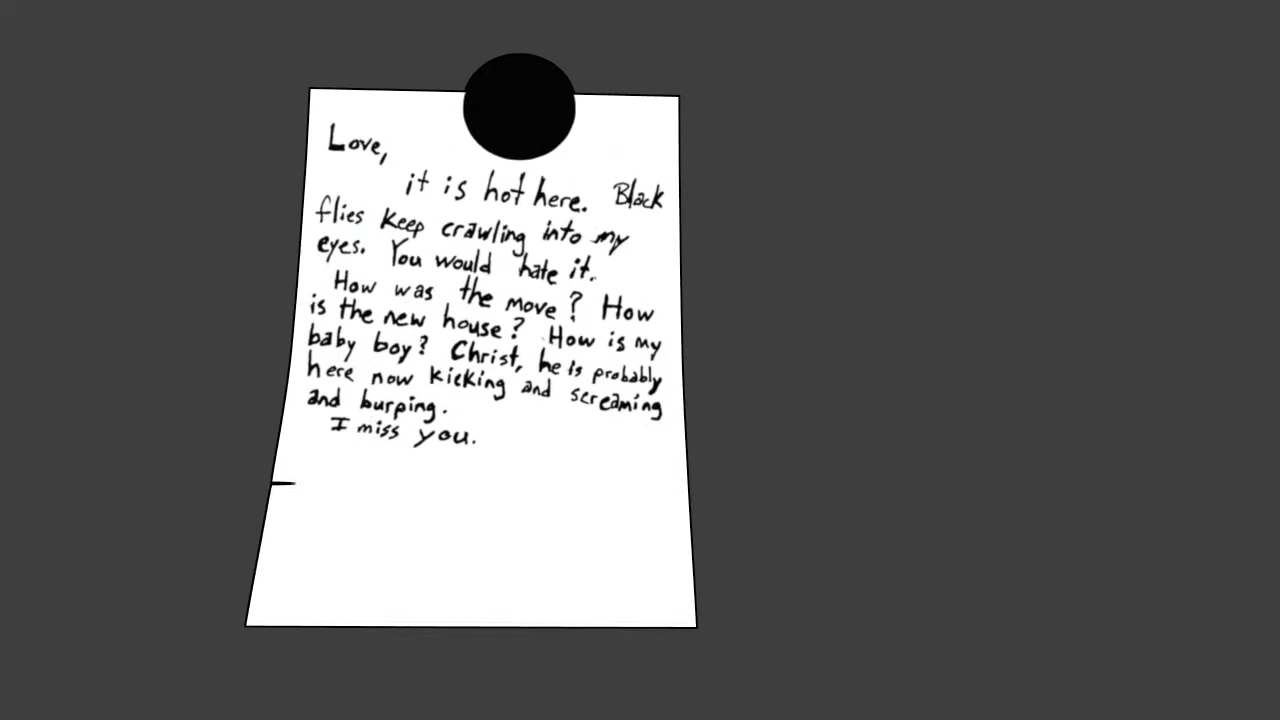 Love,
it is hot here. Black
flies keep crawling into my
eyes. You would hate it.
How was the move? How
is the new house? How is my
baby boy? Christ, he is probably
here now kicking and screaming
and burping.
I miss you.